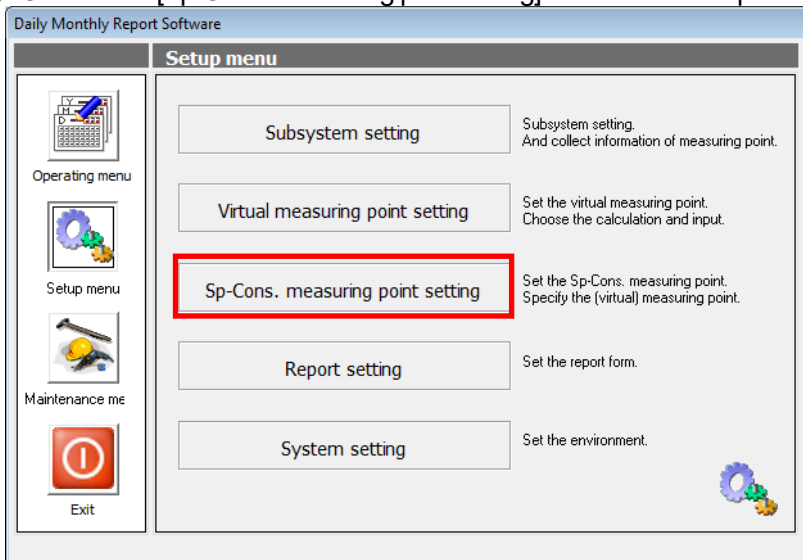 Daily Monthly Report Software
Setup menu
Operating menu
Setup menu
Maintenance me
Exit
Subsystem setting
Subsystem setting.
And collect information of measuring point.
Virtual measuring point setting
Set the virtual measuring point.
Choose the calculation and input.
Sp-Cons. measuring point setting
Set the Sp-Cons. measuring point.
Specify the (virtual) measuring point.
Report setting
Set the report form.
System setting
Set the environment.